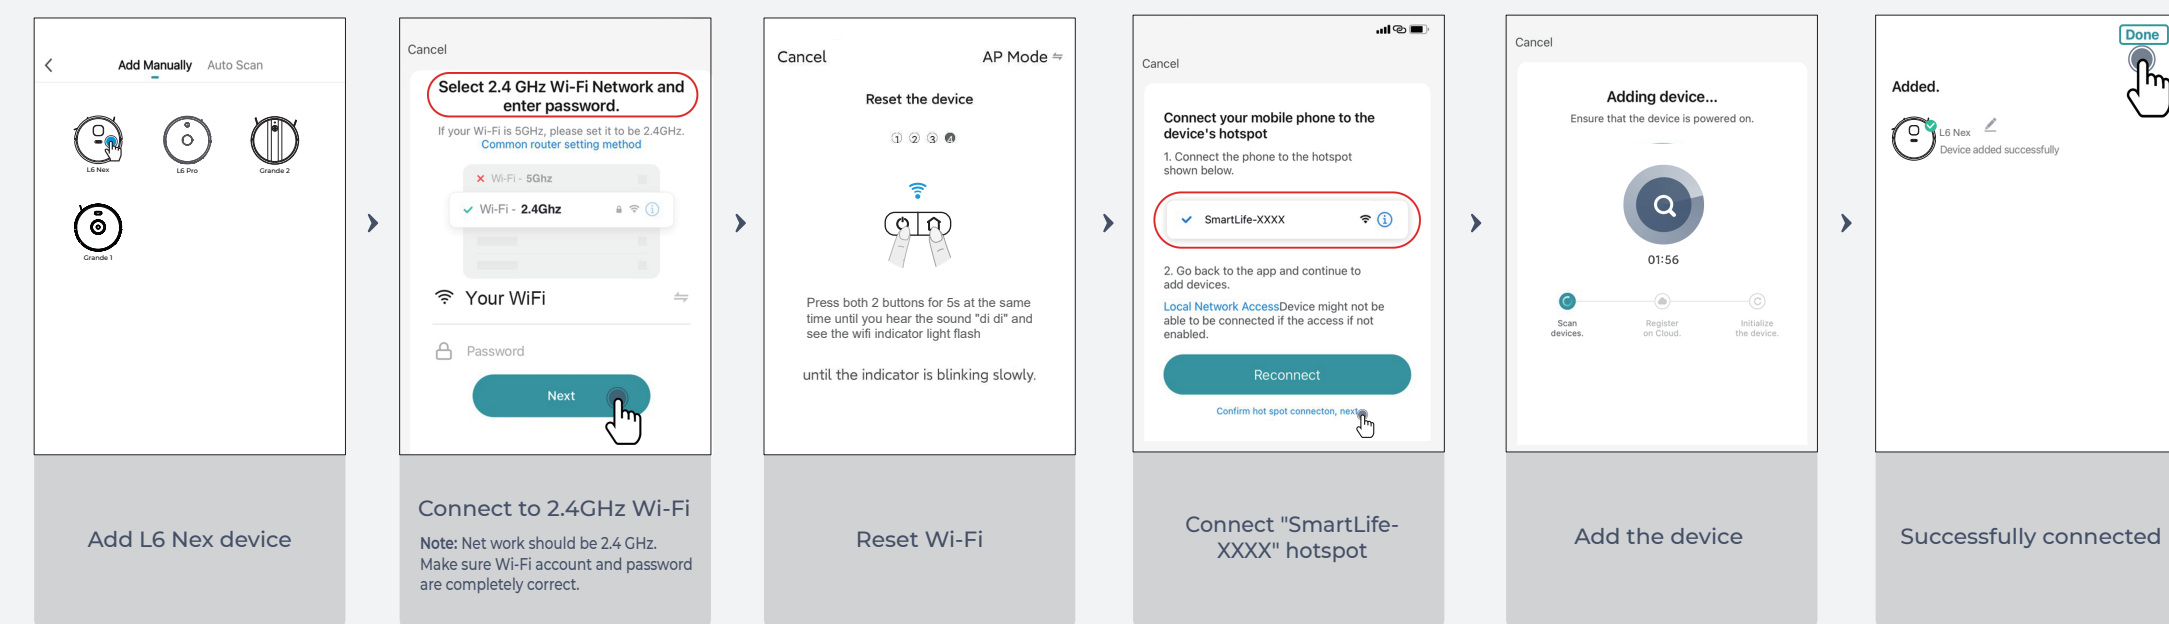 Add Manually Auto Scan
L6 Nex L6 Pro Grande 2
Grande 1
Add L6 Nex device
Cancel
Select 2.4 GHz Wi-Fi Network and
enter password.
If your Wi-Fi is 5GHz, please set it to be 2.4GHz.
Common router setting method
Wi-Fi - 5Ghz
Wi-Fi - 2.4Ghz
Your WiFi
Password
Next
Connect to 2.4GHz Wi-Fi
Note: Net work should be 2.4 GHz.
Make sure Wi-Fi account and password
are completely correct.
Cancel AP Mode
Reset the device
1 2 3 4
Press both 2 buttons for 5s at the same
time until you hear the sound "di di" and
see the wifi indicator light flash
until the indicator is blinking slowly.
Reset Wi-Fi
Cancel
Connect your mobile phone to the
device's hotspot
1. Connect the phone to the hotspot
shown below.
SmartLife-XXXX
2. Go back to the app and continue to
add devices.
Local Network AccessDevice might not be
able to be connected if the access if not
enabled.
Reconnect
Confirm hot spot connecton, next
Connect "SmartLife-
XXXX" hotspot
Cancel
Adding device...
Ensure that the device is powered on.
01:56
Scan
devices.
Register
on Cloud.
Initialize
the device.
Add the device
Done
Added.
L6 Nex
Device added successfully
Successfully connected